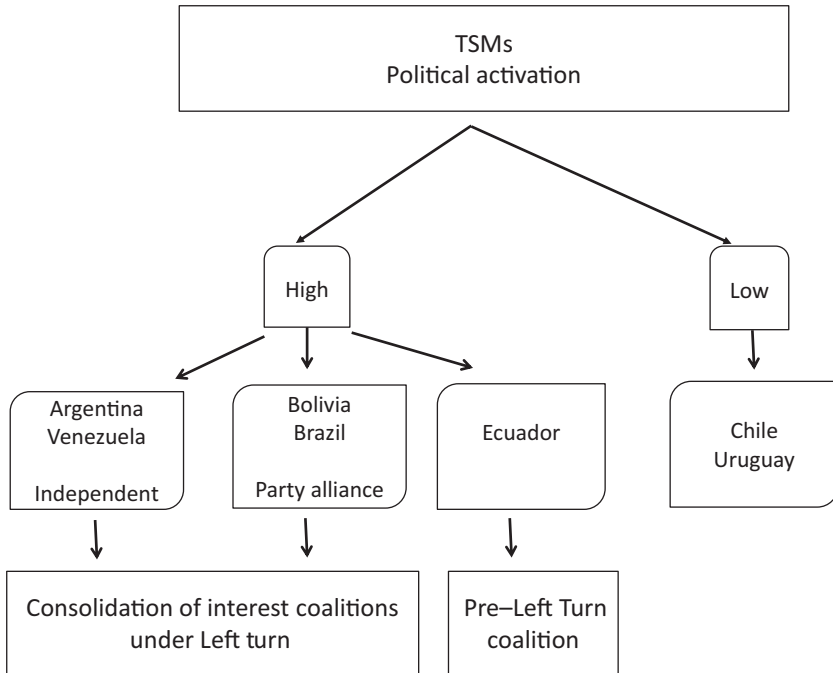 TSMs
Political activation
High
Low
Argentina
Venezuela
Independent
Bolivia
Brazil
Party alliance
Ecuador
Chile
Uruguay
Consolidation of interest coalitions
under Left turn
Pre–Left Turn
coalition